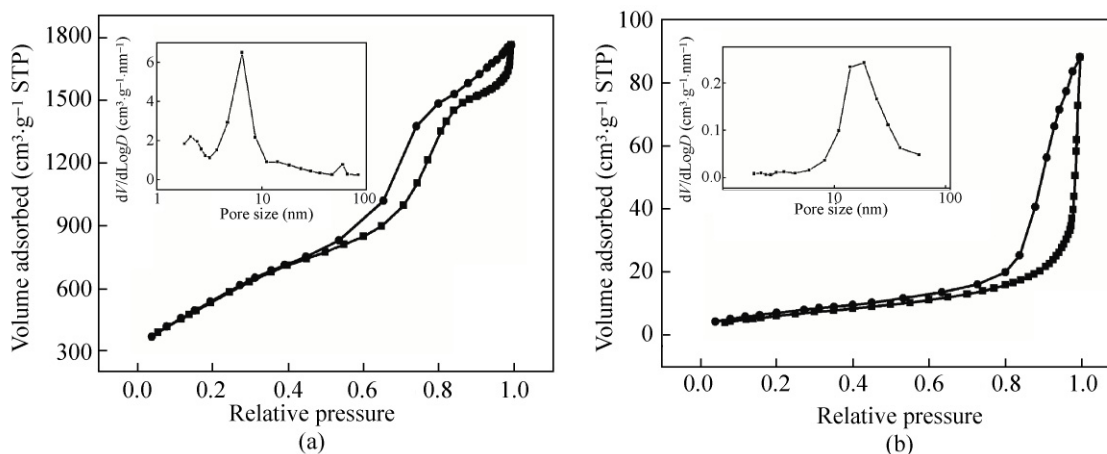 1800
1500
1200
900
600
300
Volume adsorbed (cm³·g⁻¹ STP)
0.0 0.2 0.4 0.6 0.8 1.0
Relative pressure
(a)
6
4
2
0
dV/dLogD (cm³·g⁻¹·nm⁻¹)
1 10 100
Pore size (nm)
100
80
60
40
20
0
Volume adsorbed (cm³·g⁻¹ STP)
0.0 0.2 0.4 0.6 0.8 1.0
Relative pressure
(b)
0.2
0.1
0.0
dV/dLogD (cm³·g⁻¹·nm⁻¹)
10 100
Pore size (nm)